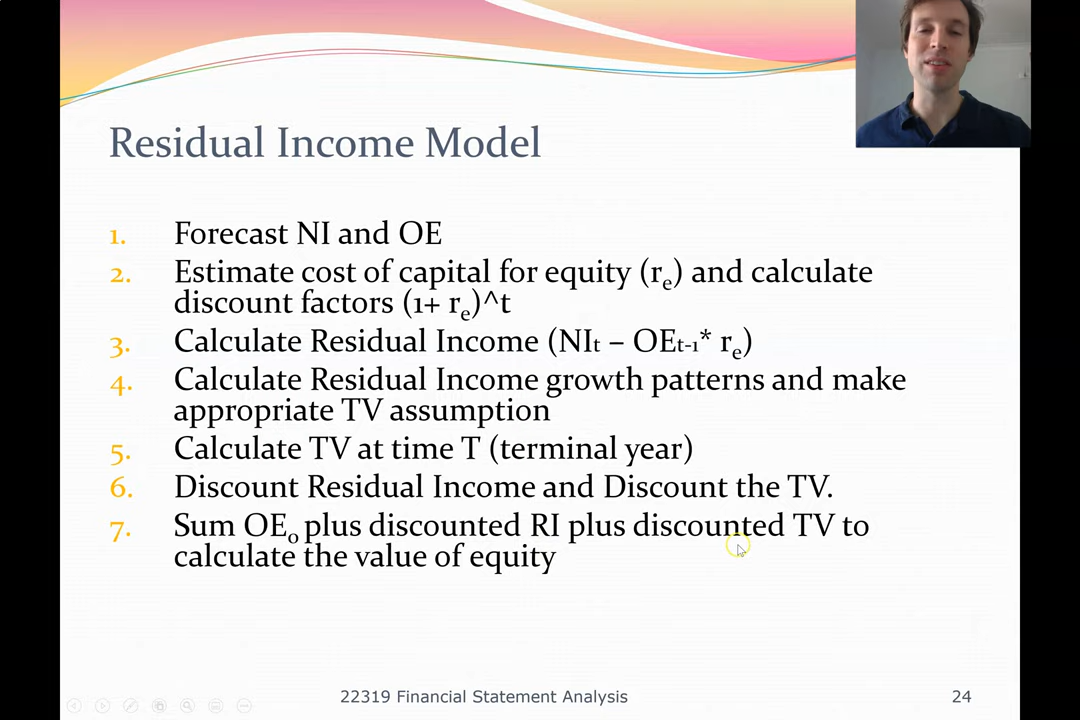 Residual Income Model
1. Forecast NI and OE
2. Estimate cost of capital for equity (re) and calculate
discount factors (1+ re)^t
3. Calculate Residual Income (NIt – OEt-1* re)
4. Calculate Residual Income growth patterns and make
appropriate TV assumption
5. Calculate TV at time T (terminal year)
6. Discount Residual Income and Discount the TV.
7. Sum OE0 plus discounted RI plus discounted TV to
calculate the value of equity
22319 Financial Statement Analysis
24